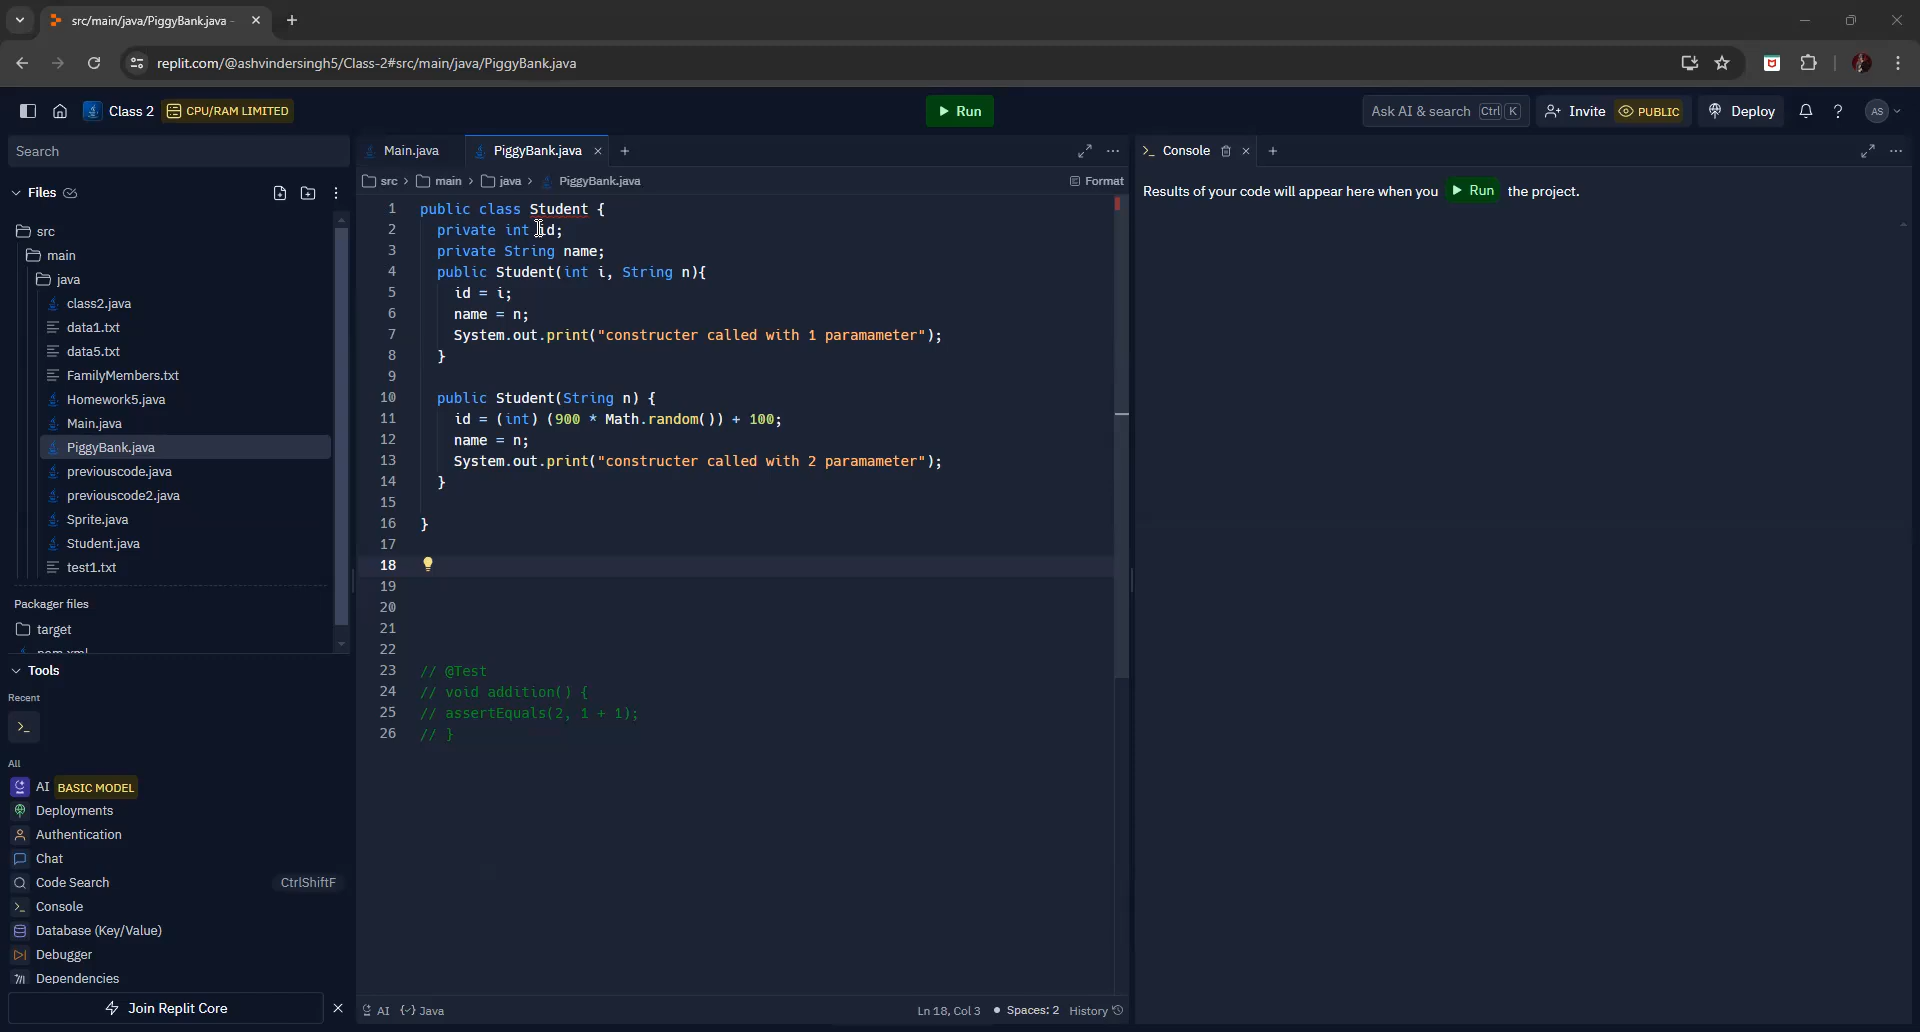 src/main/java/PiggyBank.java -
replit.com/@ashvindersingh5/Class-2#src/main/java/PiggyBank.java
Class 2 CPU/RAM LIMITED Run Ask AI & search Ctrl K Invite PUBLIC Deploy ? AS
Search
Files
src
main
java
class2.java
data1.txt
data5.txt
FamilyMembers.txt
Homework5.java
Main.java
PiggyBank.java
previouscode.java
previouscode2.java
Sprite.java
Student.java
test1.txt
Packager files
target
pom.xml
Tools
Recent
All
AI BASIC MODEL
Deployments
Authentication
Chat
Code Search CtrlShiftF
Console
Database (Key/Value)
Debugger
Dependencies
Join Replit Core
Main.java PiggyBank.java
src > main > java > PiggyBank.java Format
1 public class Student {
2 private int id;
3 private String name;
4 public Student(int i, String n){
5 id = i;
6 name = n;
7 System.out.print("constructer called with 1 paramameter");
8 }
9
10 public Student(String n) {
11 id = (int) (900 * Math.random()) + 100;
12 name = n;
13 System.out.print("constructer called with 2 paramameter");
14 }
15
16 }
17
18
19
20
21
22
23 // @Test
24 // void addition() {
25 // assertEquals(2, 1 + 1);
26 // }
AI Java Ln 18, Col 3 Spaces: 2 History
Console
Results of your code will appear here when you Run the project.